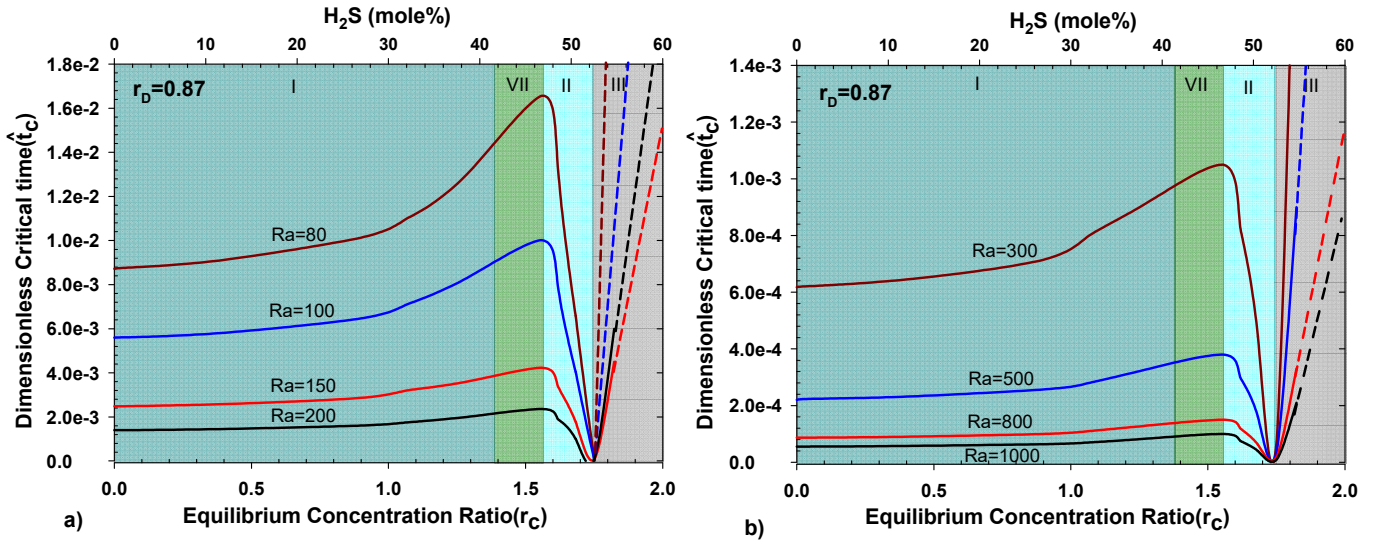 H2S (mole%)
0 10 20 30 40 50 60
1.8e-2
1.6e-2
1.4e-2
1.2e-2
1.0e-2
8.0e-3
6.0e-3
4.0e-3
2.0e-3
0.0
Dimensionless Critical time(t̂C)
rD=0.87
I
VII
II
III
Ra=80
Ra=100
Ra=150
Ra=200
0.0 0.5 1.0 1.5 2.0
Equilibrium Concentration Ratio(rC)
a)
H2S (mole%)
0 10 20 30 40 50 60
1.4e-3
1.2e-3
1.0e-3
8.0e-4
6.0e-4
4.0e-4
2.0e-4
0.0
Dimensionless Critical time(t̂C)
rD=0.87
I
VII
II
III
Ra=300
Ra=500
Ra=800
Ra=1000
0.0 0.5 1.0 1.5 2.0
Equilibrium Concentration Ratio(rC)
b)